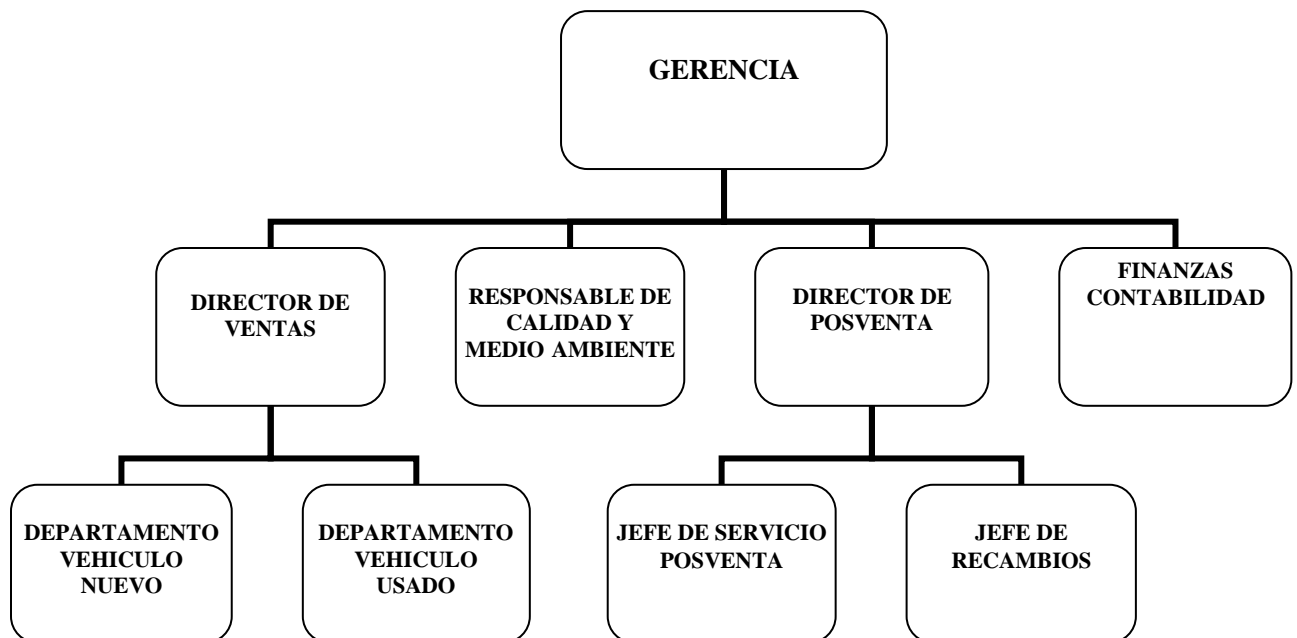 GERENCIA
DIRECTOR DE
VENTAS
RESPONSABLE DE
CALIDAD Y
MEDIO AMBIENTE
DIRECTOR DE
POSVENTA
FINANZAS
CONTABILIDAD
DEPARTAMENTO
VEHICULO
NUEVO
DEPARTAMENTO
VEHICULO
USADO
JEFE DE SERVICIO
POSVENTA
JEFE DE
RECAMBIOS